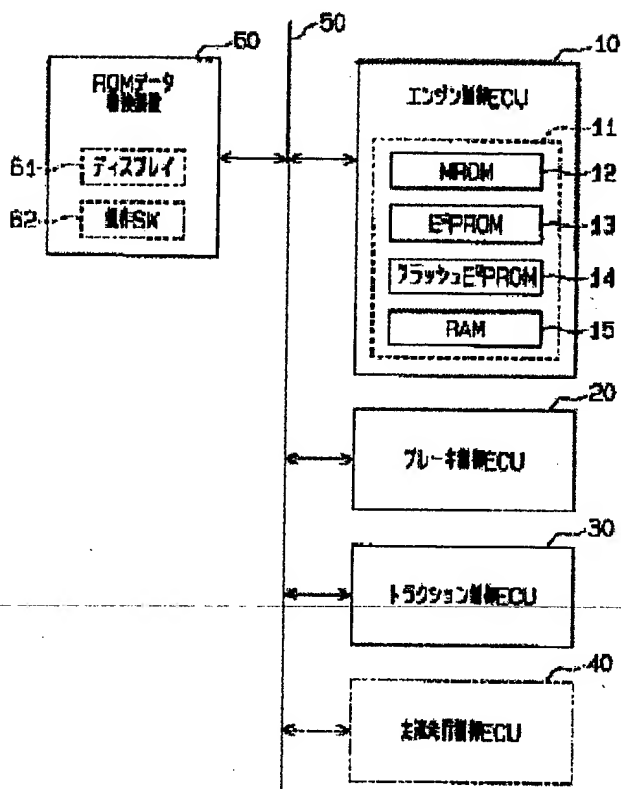 60
50
10
ROMデータ
書換装置
エンジン制御ECU
11
61
ディスプレイ
MROM
12
62
操作SW
E²PROM
13
フラッシュE²PROM
14
RAM
15
20
ブレーキ制御ECU
30
トラクション制御ECU
40
定速走行制御ECU